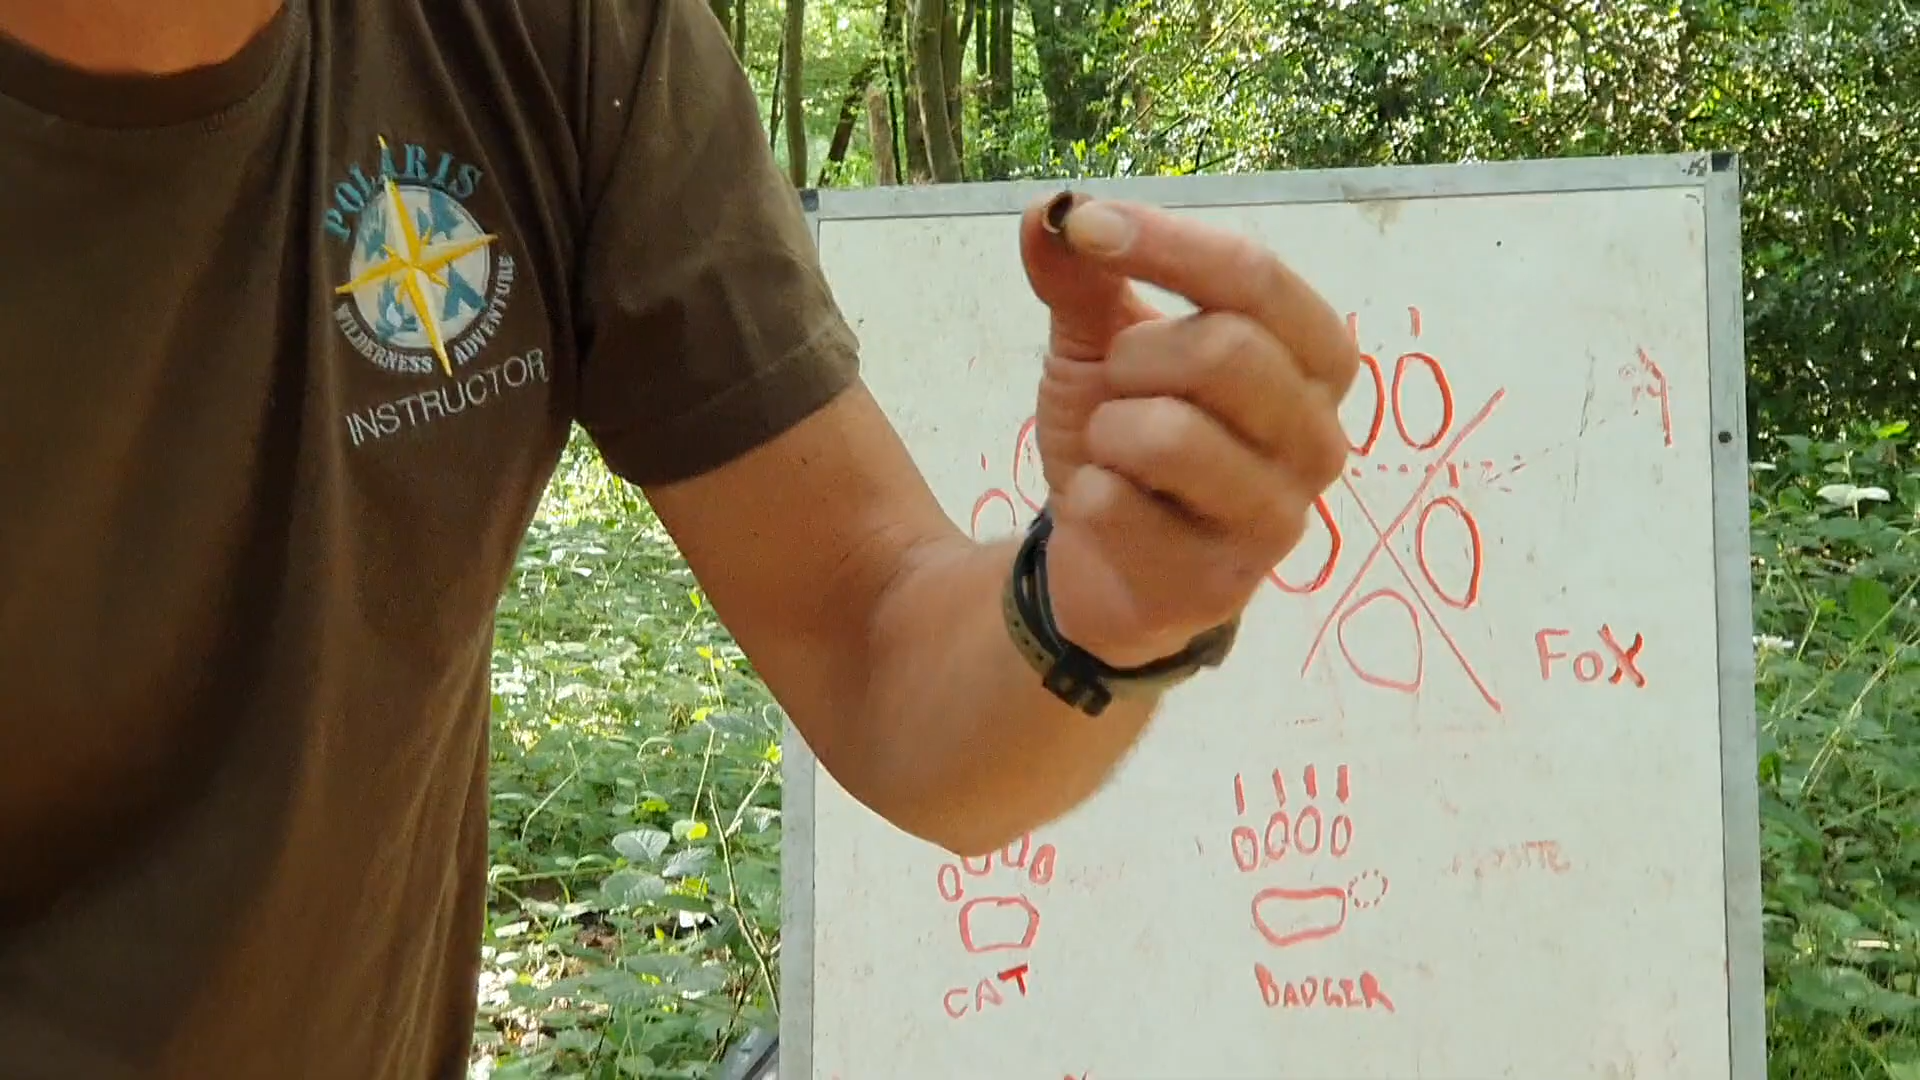 POLARIS
WILDERNESS ADVENTURE
INSTRUCTOR
FOX
CAT
BADGER